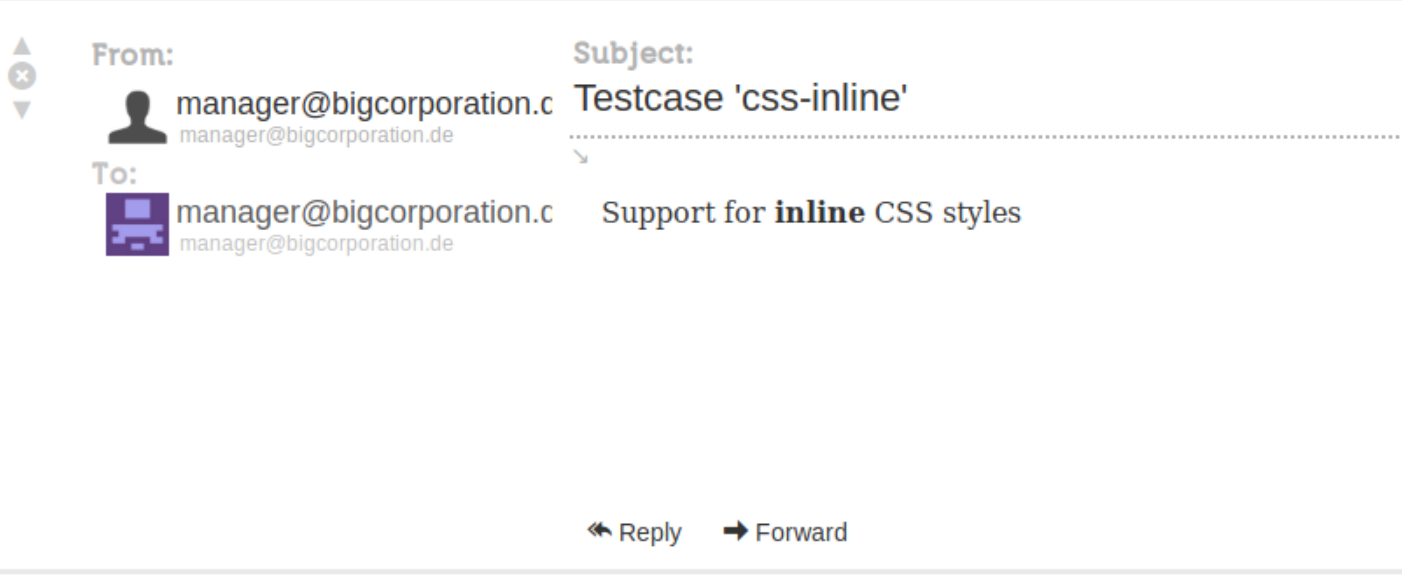 From:
manager@bigcorporation.d
manager@bigcorporation.de
To:
manager@bigcorporation.d
manager@bigcorporation.de
Subject:
Testcase 'css-inline'
Support for inline CSS styles
Reply
Forward